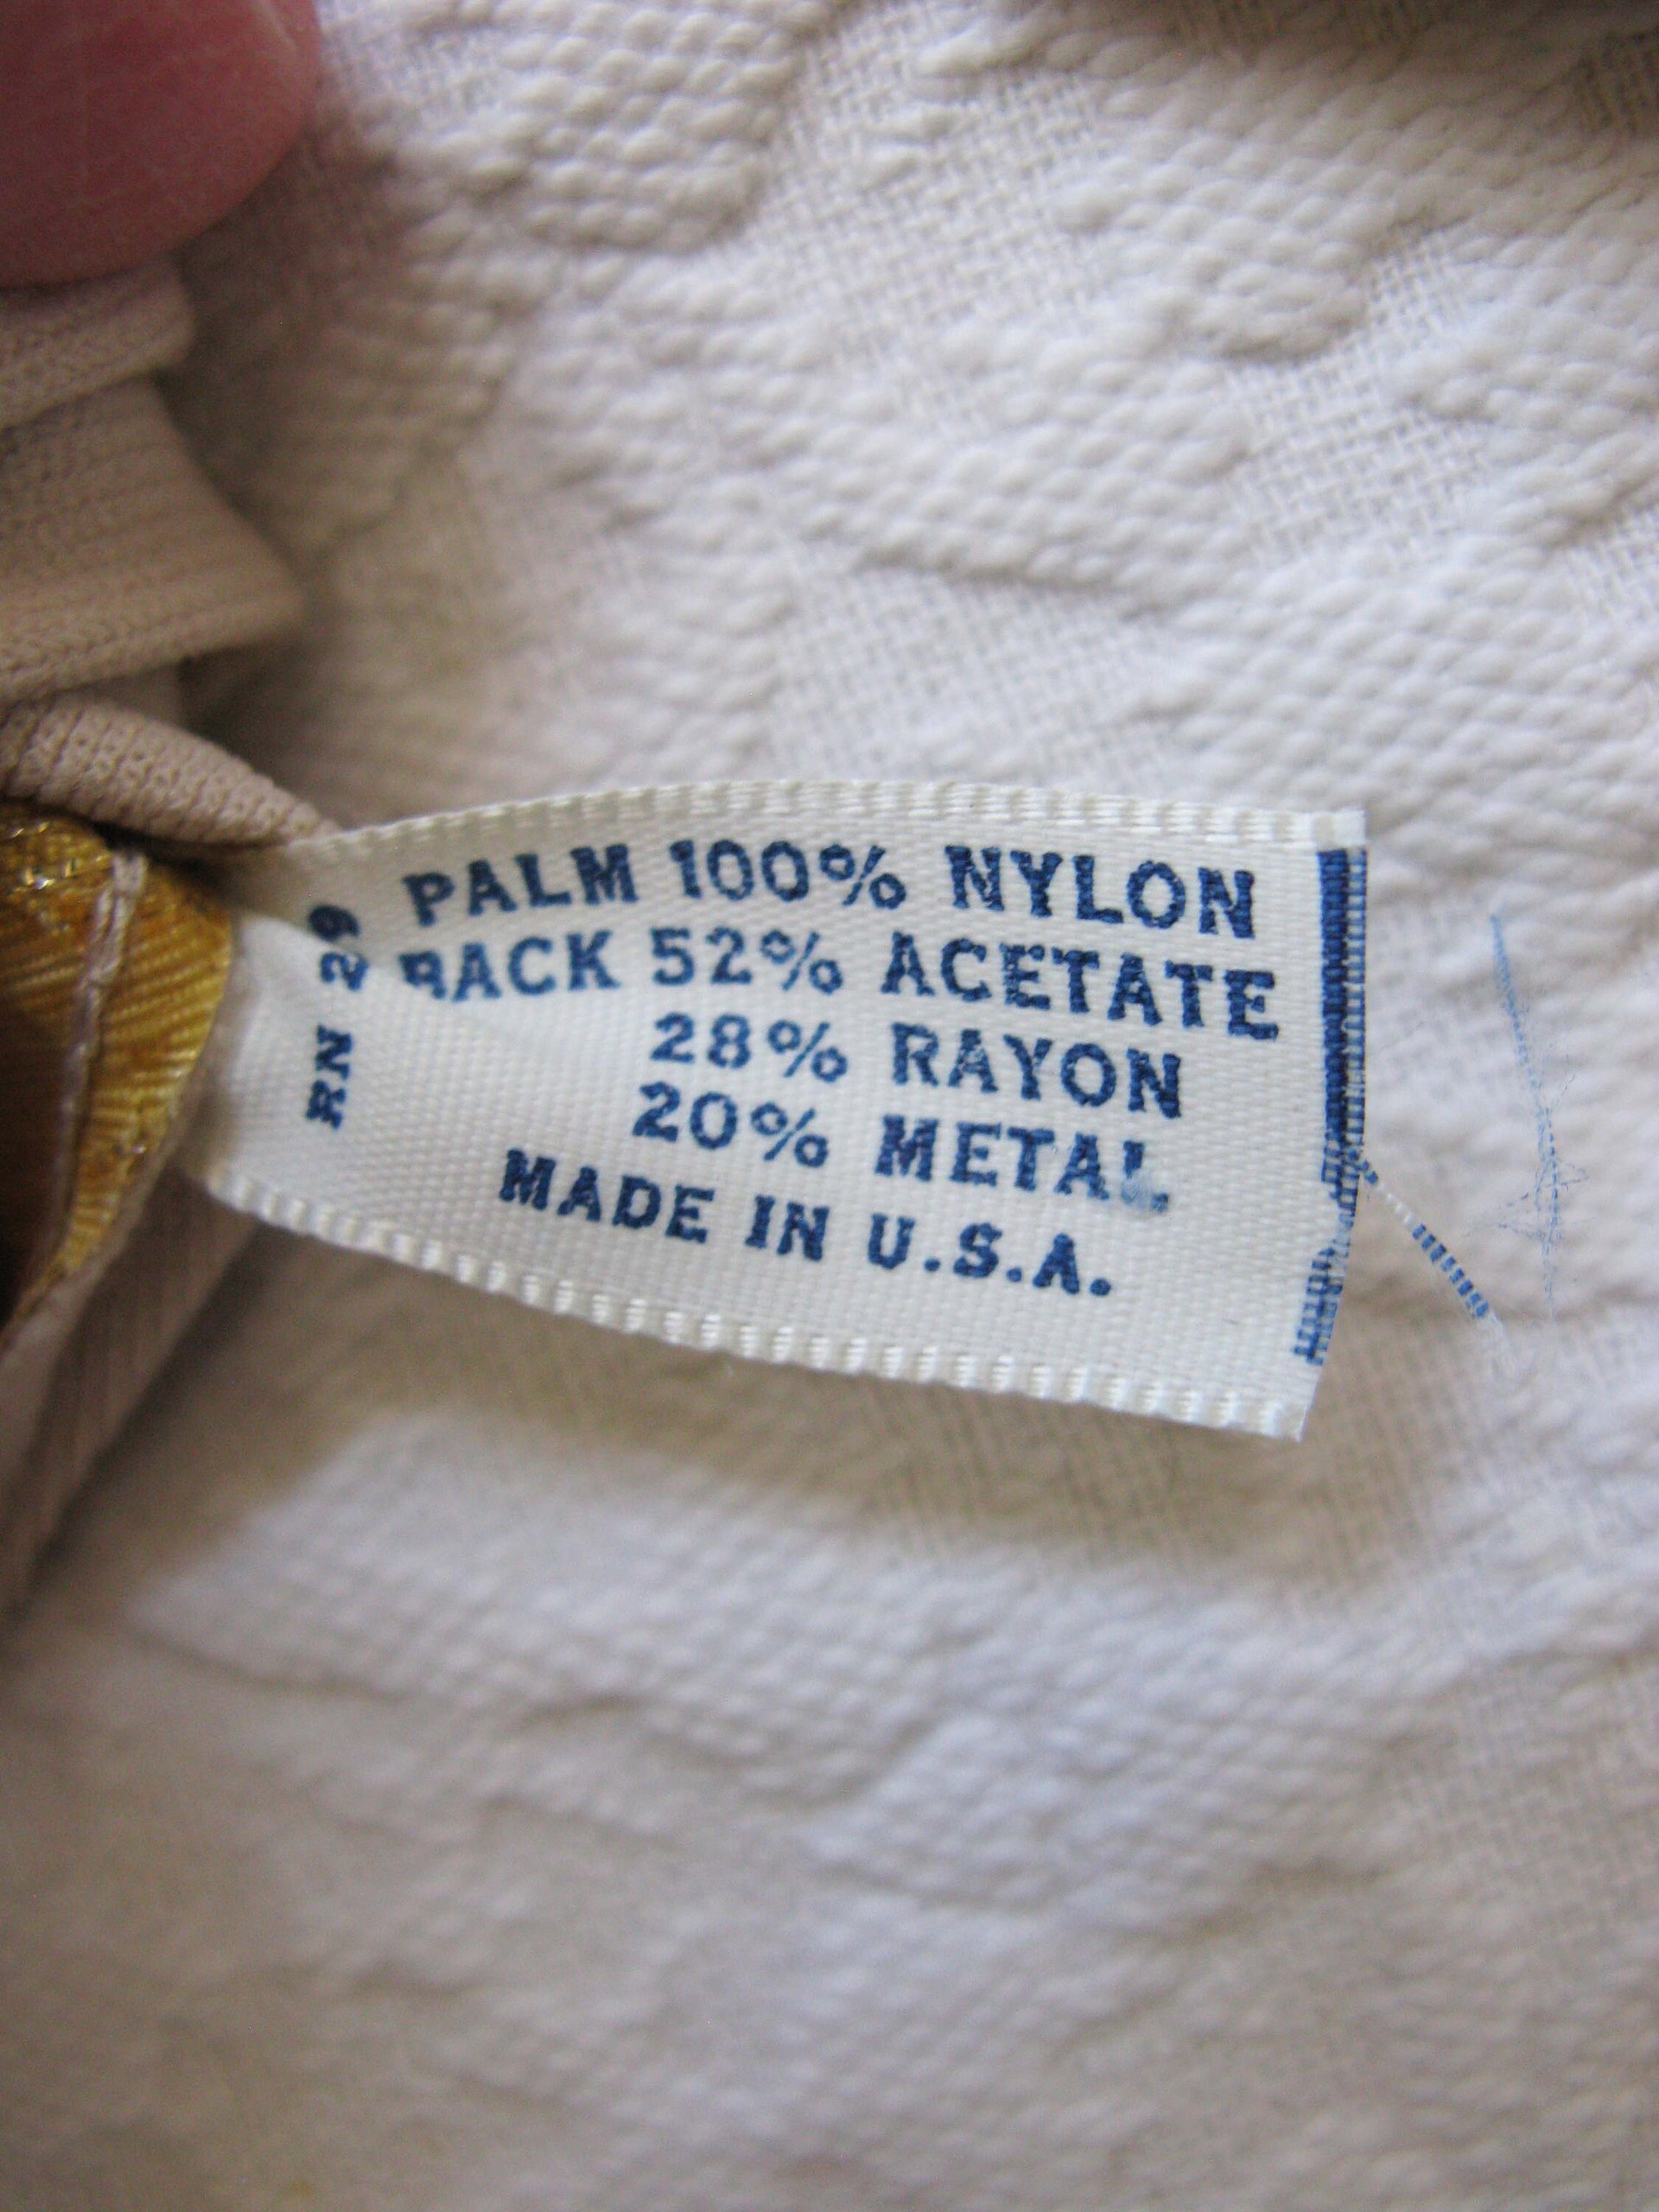 PALM 100% NYLON
BACK 52% ACETATE
28% RAYON
20% METAL
MADE IN U.S.A.
RN 29